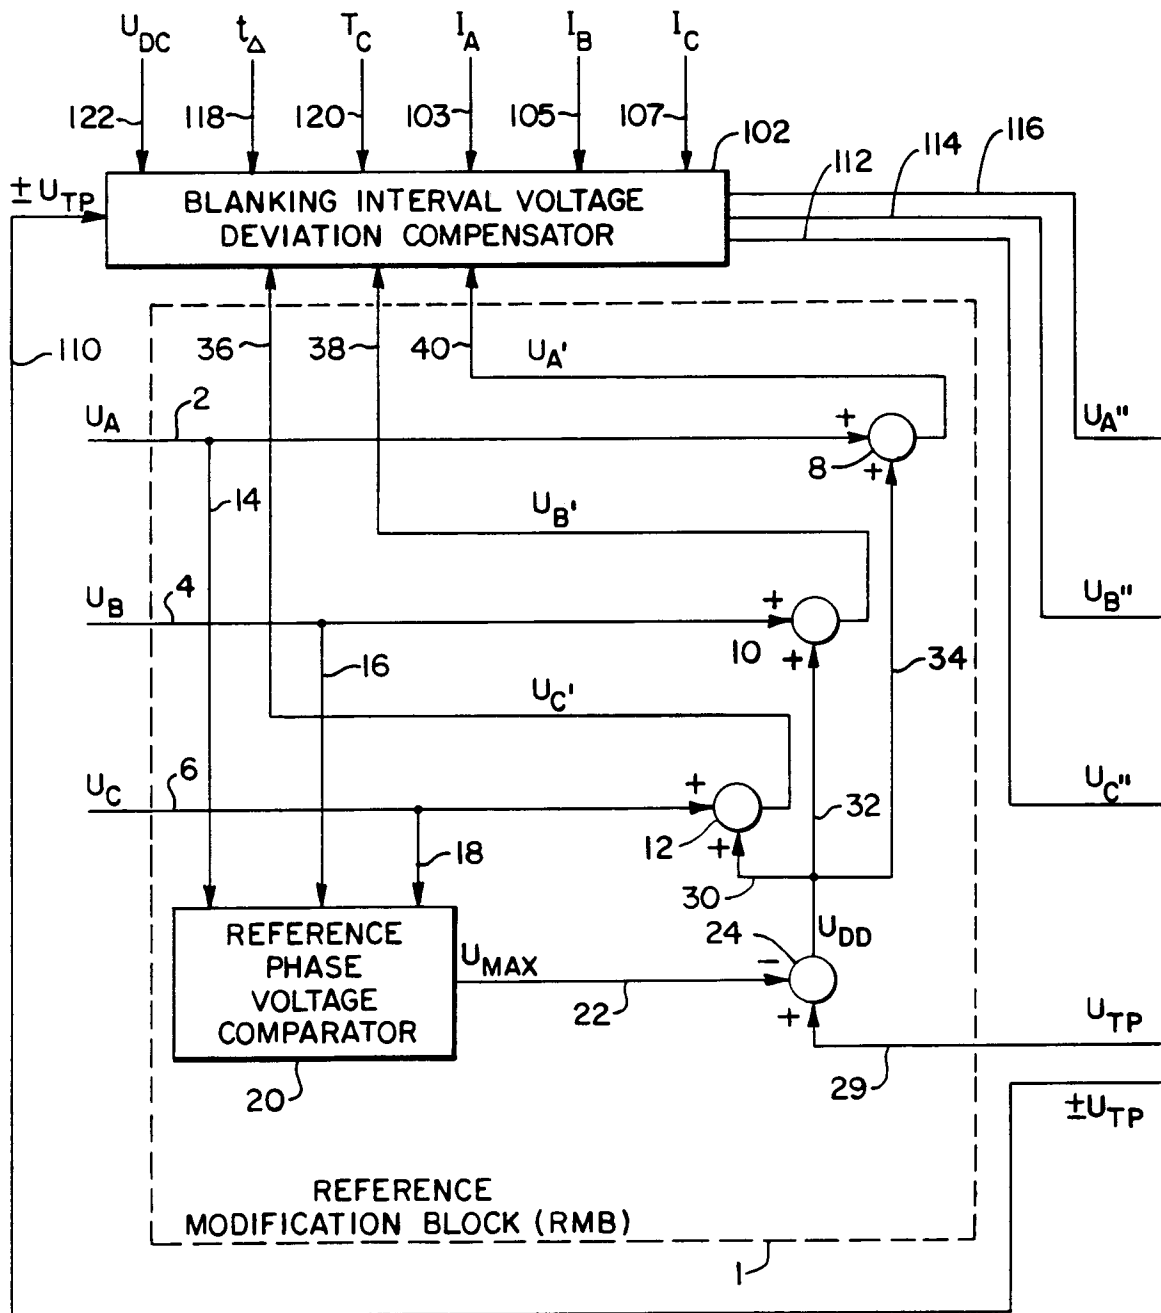 U_DC t_Δ T_C I_A I_B I_C
122 118 120 103 105 107 102
116
114
112
± U_TP
BLANKING INTERVAL VOLTAGE
DEVIATION COMPENSATOR
110
36 38 40 U_A'
U_A 2 + 8 + U_A"
14
U_B'
U_B 4 + 10 + U_B"
16 34
U_C'
U_C 6 + 12 + 32 U_C"
18
30
REFERENCE
PHASE
VOLTAGE
COMPARATOR
20
U_MAX
22
24 U_DD
−
+
U_TP
29
±U_TP
REFERENCE
MODIFICATION BLOCK (RMB)
1